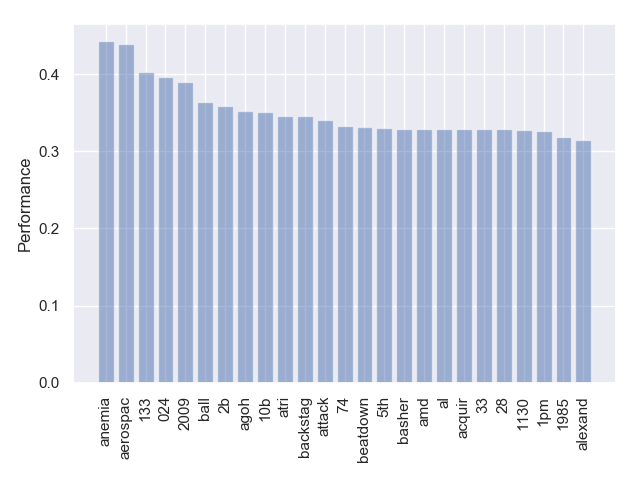 0.4
0.3
0.2
0.1
0.0
Performance
anemia
aerospac
133
024
2009
ball
2b
agoh
10b
atri
backstag
attack
74
beatdown
5th
basher
amd
al
acquir
33
28
1130
1pm
1985
alexand